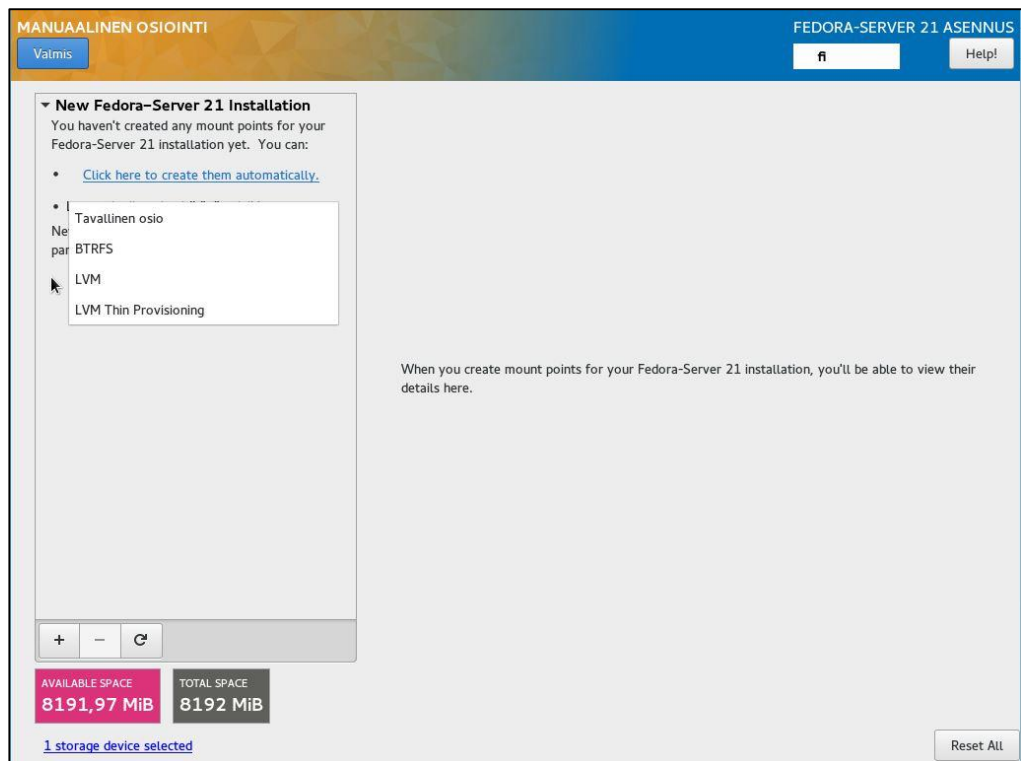 MANUAALINEN OSIOINTI
Valmis
FEDORA-SERVER 21 ASENNUS
fi
Help!
New Fedora-Server 21 Installation
You haven't created any mount points for your
Fedora-Server 21 installation yet. You can:
• Click here to create them automatically.
•
Ne
par
Tavallinen osio
BTRFS
LVM
LVM Thin Provisioning
When you create mount points for your Fedora-Server 21 installation, you'll be able to view their
details here.
+ −
AVAILABLE SPACE
8191,97 MiB
TOTAL SPACE
8192 MiB
1 storage device selected
Reset All